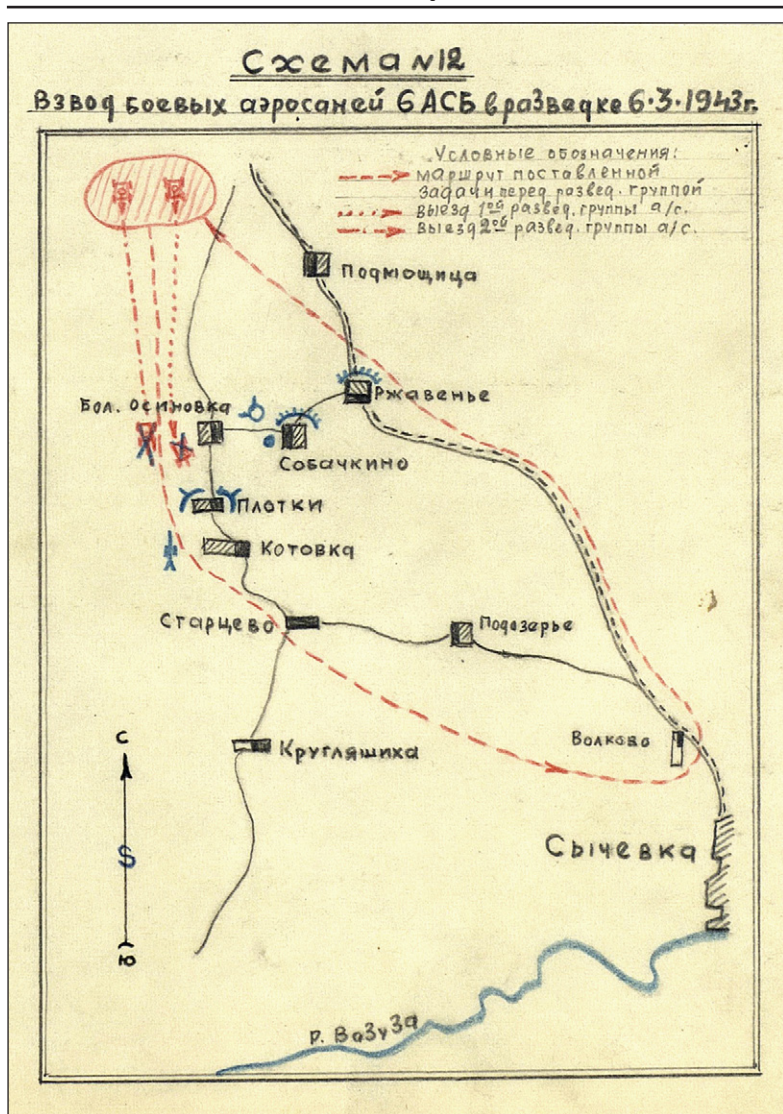 Схема №12
Взвод боевых аэросаней 6 АСБ в разведке 6·3·1943г.
Условные обозначения:
маршрут поставленной
задачи перед развед. группой
выезд 1ой развед. группы а/с.
выезд 2ой развед. группы а/с.
Подмощица
Ржавенье
Бол. Осиновка
Собачкино
Плотки
Котовка
Старцево
Подозерье
Кругляшиха
Волково
С
Ю
Сычевка
р. Вазуза